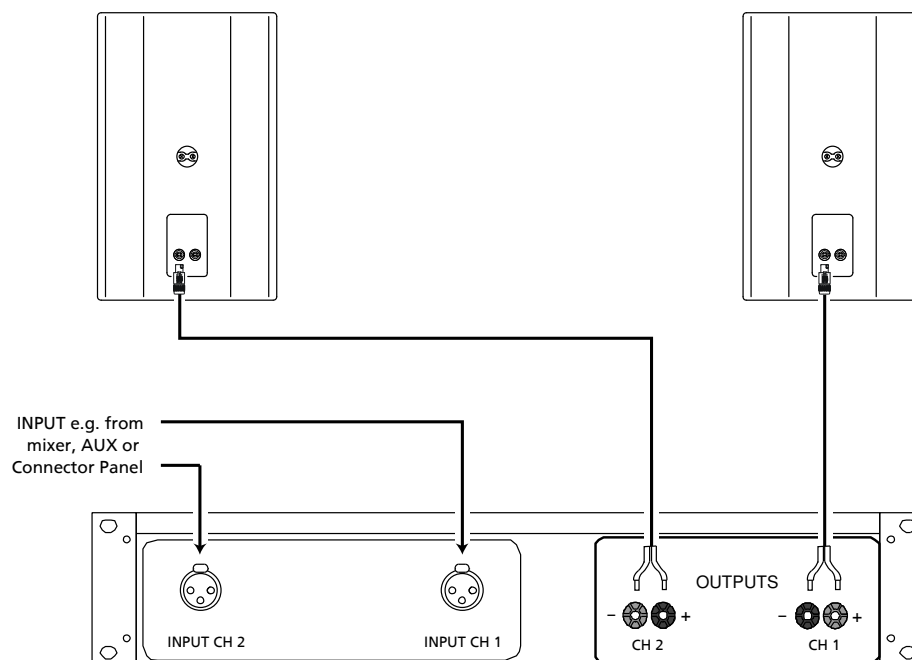 INPUT e.g. from
mixer, AUX or
Connector Panel
OUTPUTS
- +
- +
INPUT CH 2
INPUT CH 1
CH 2
CH 1